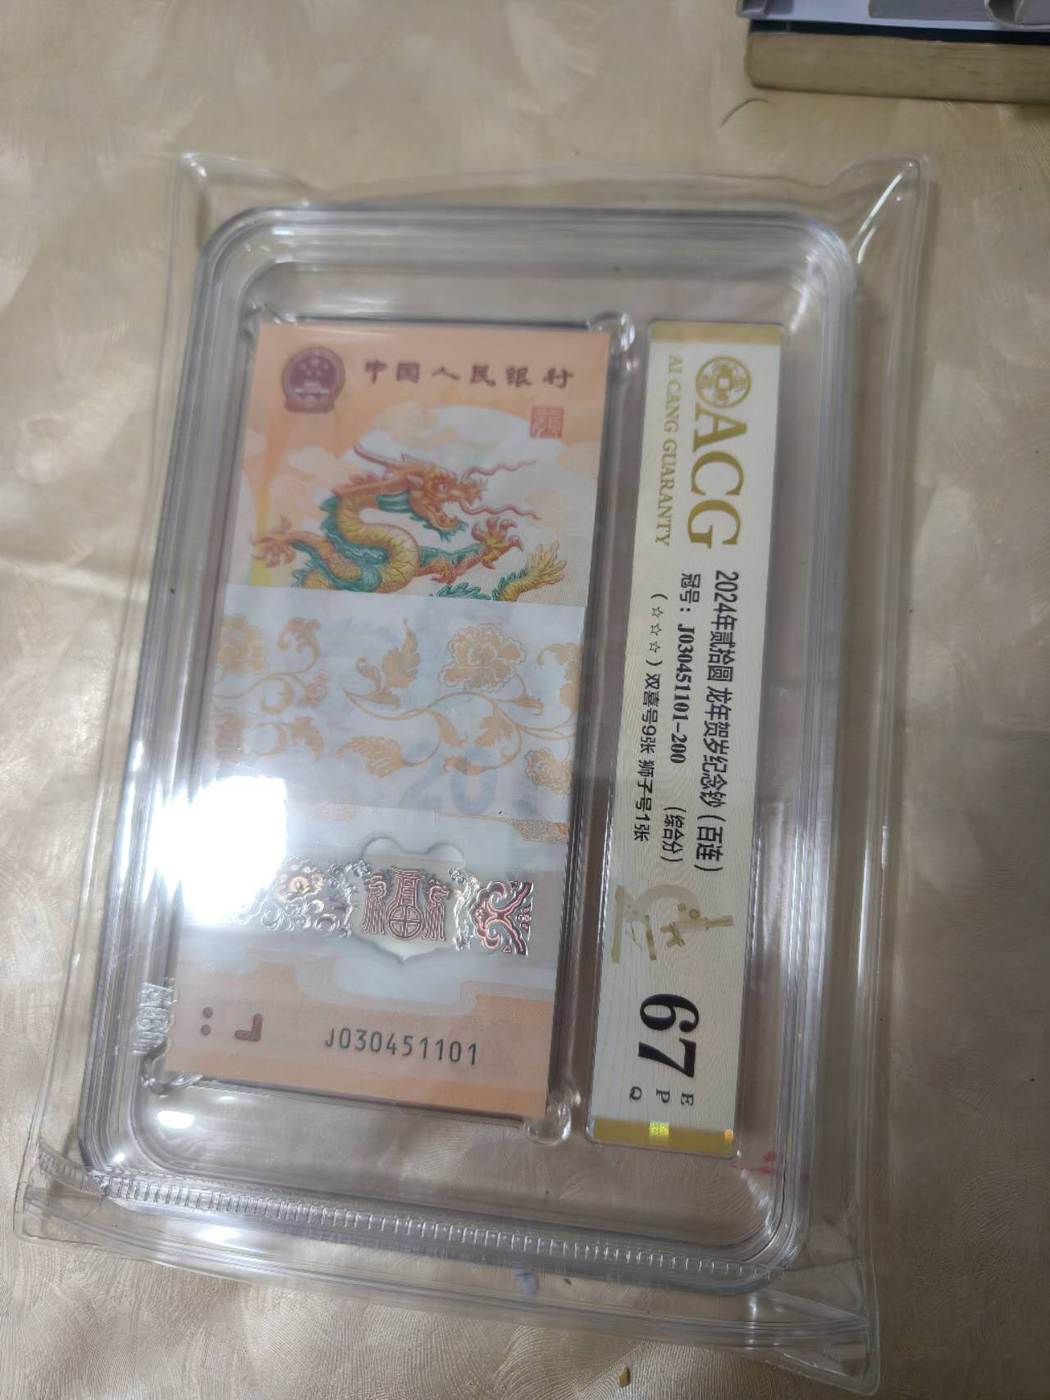 中国人民银行
20
J030451101
ACG
AI CANG GUARANTY
2024年贰拾圆 龙年贺岁纪念钞 (百连)
冠号：J030451101-200 (综合分)
(☆☆☆) 双喜号9张 狮子号1张
67
EPQ